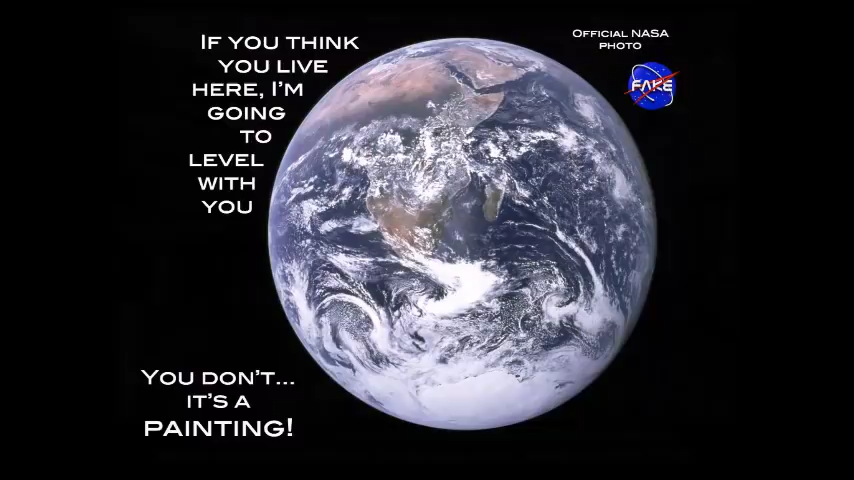 IF YOU THINK
YOU LIVE
HERE, I'M
GOING
TO
LEVEL
WITH
YOU
OFFICIAL NASA
PHOTO
FAKE
YOU DON'T...
IT'S A
PAINTING!